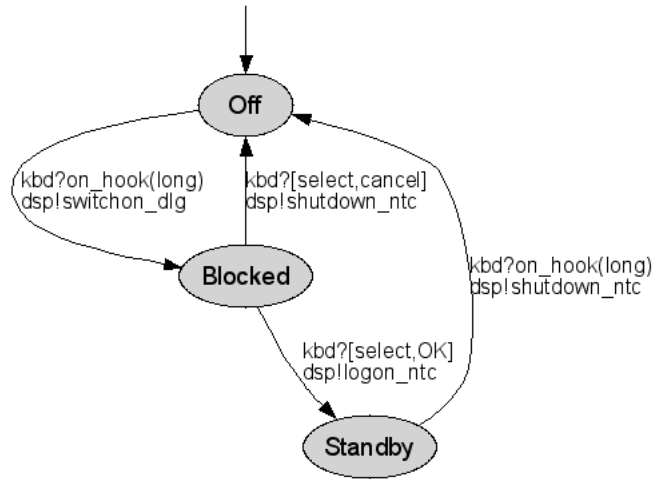 Off
kbd?on_hook(long)
dsp!switchon_dlg
kbd?[select,cancel]
dsp!shutdown_ntc
Blocked
kbd?on_hook(long)
dsp!shutdown_ntc
kbd?[select,OK]
dsp!logon_ntc
Standby